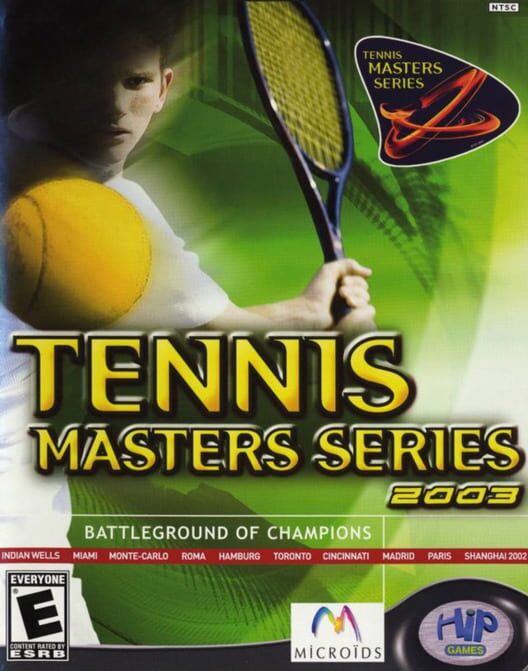 NTSC
TENNIS
MASTERS
SERIES
TENNIS
MASTERS SERIES
2003
BATTLEGROUND OF CHAMPIONS
INDIAN WELLS MIAMI MONTE-CARLO ROMA HAMBURG TORONTO CINCINNATI MADRID PARIS SHANGHAI 2002
EVERYONE
E
CONTENT RATED BY
ESRB
MiCROïDS
HIP
GAMES